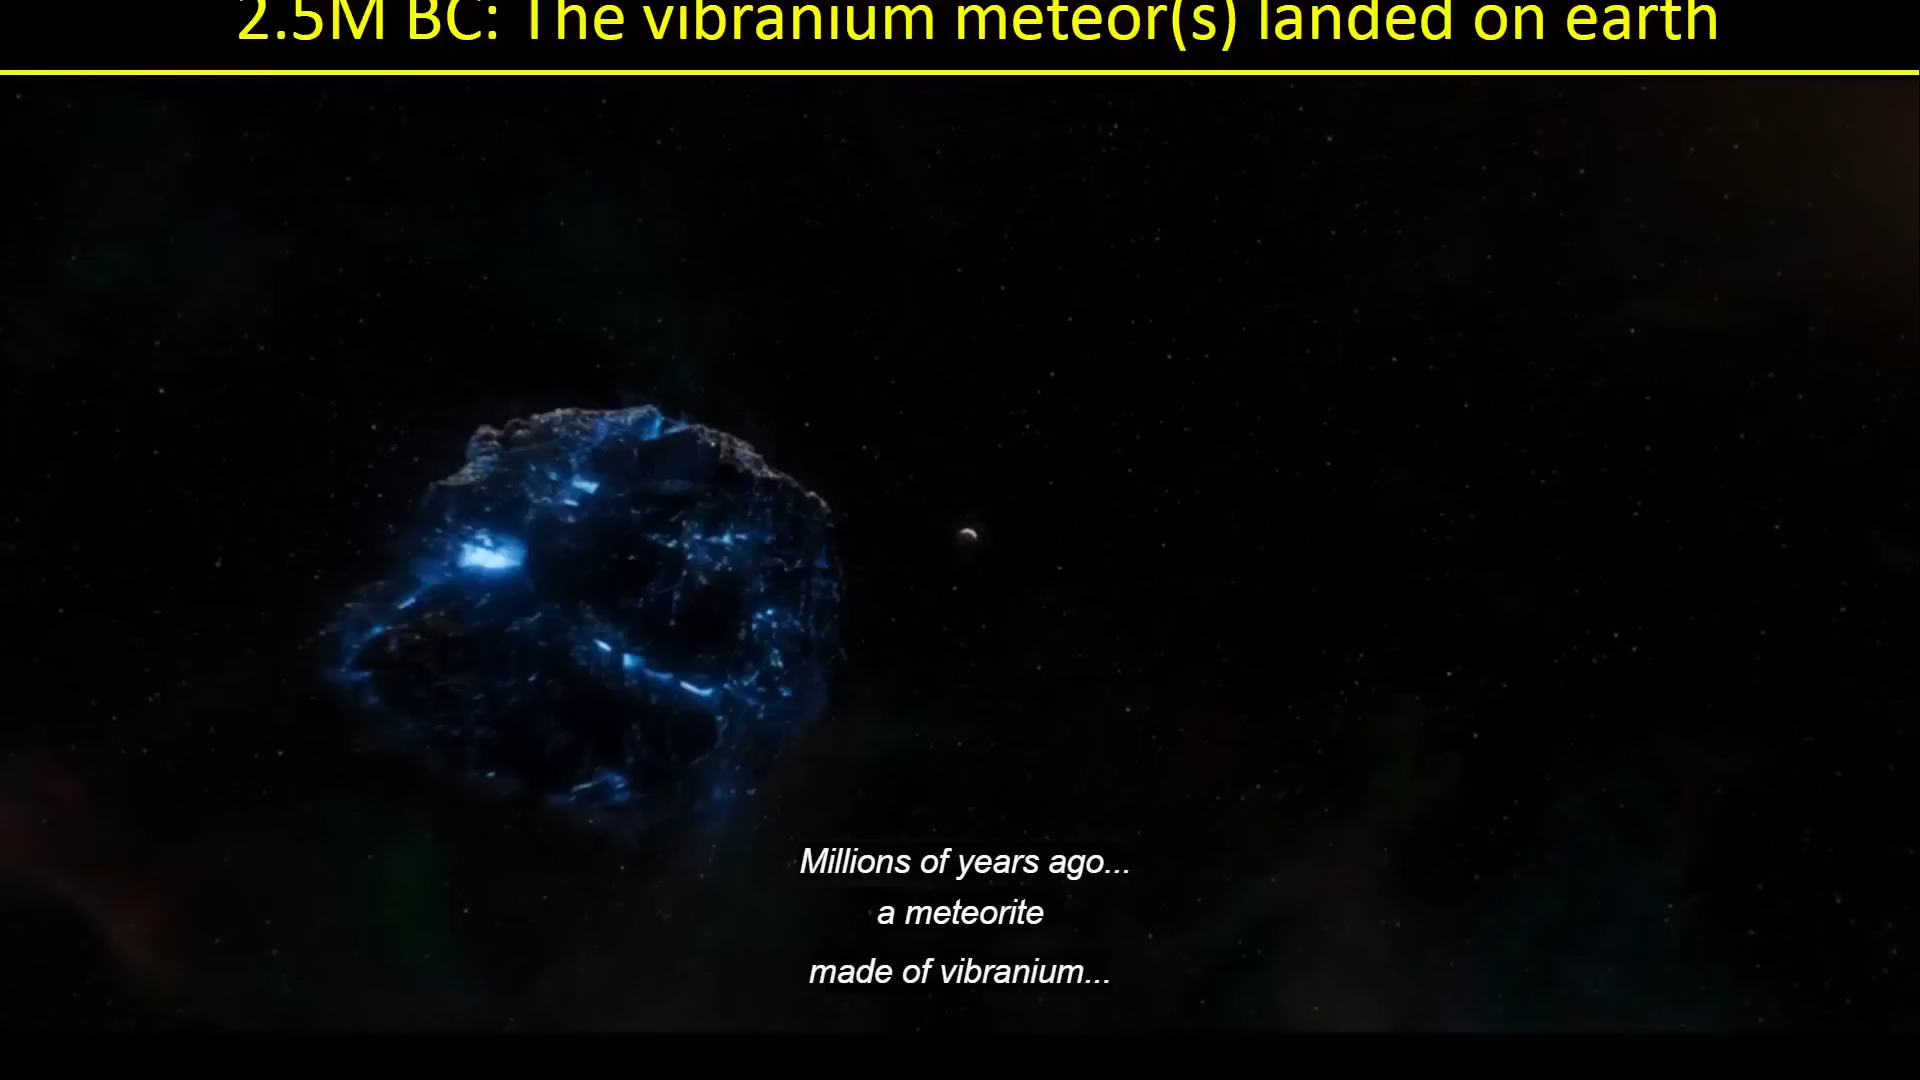 2.5M BC: The vibranium meteor(s) landed on earth
Millions of years ago...
a meteorite
made of vibranium...